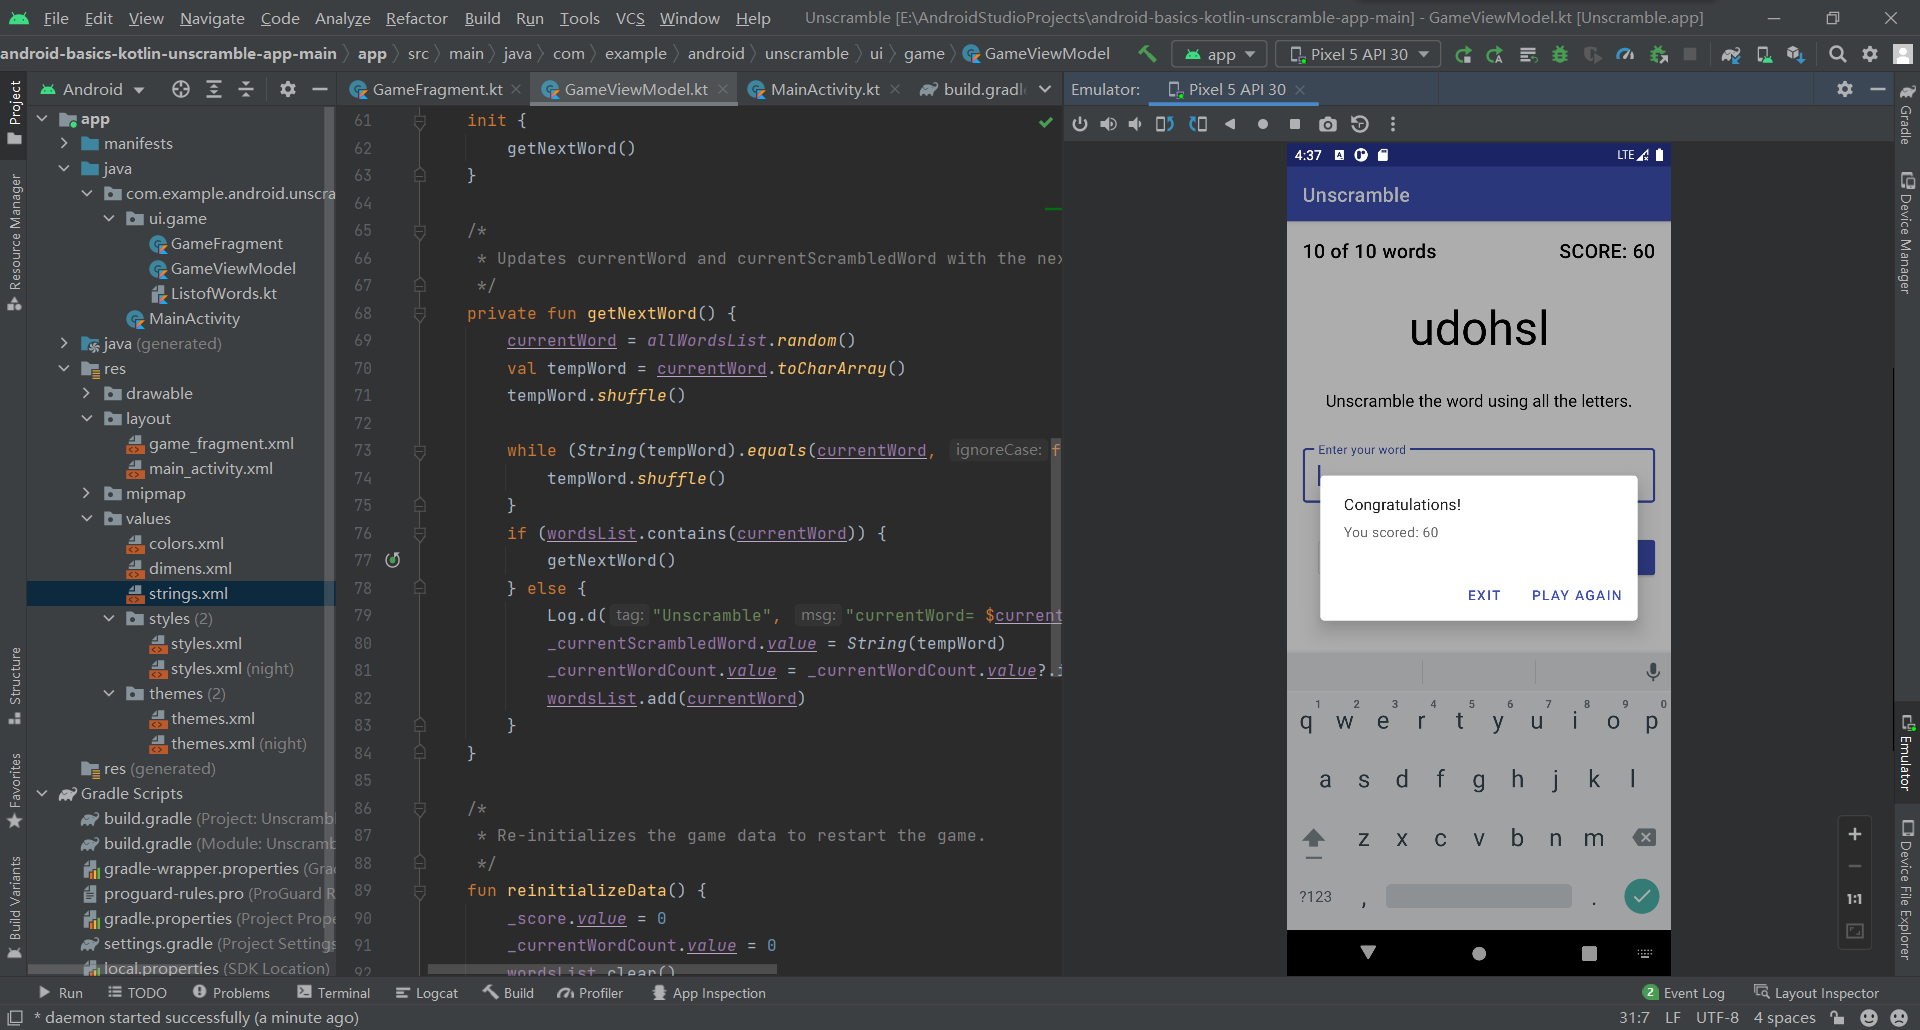 File Edit View Navigate Code Analyze Refactor Build Run Tools VCS Window Help Unscramble [E:\AndroidStudioProjects\android-basics-kotlin-unscramble-app-main] - GameViewModel.kt [Unscramble.app]
android-basics-kotlin-unscramble-app-main app src main java com example android unscramble ui game GameViewModel app Pixel 5 API 30
Android GameFragment.kt GameViewModel.kt MainActivity.kt build.gradl Emulator: Pixel 5 API 30
Project
Resource Manager
Structure
Favorites
Build Variants
app
manifests
java
com.example.android.unscra
ui.game
GameFragment
GameViewModel
ListofWords.kt
MainActivity
java (generated)
res
drawable
layout
game_fragment.xml
main_activity.xml
mipmap
values
colors.xml
dimens.xml
strings.xml
styles (2)
styles.xml
styles.xml (night)
themes (2)
themes.xml
themes.xml (night)
res (generated)
Gradle Scripts
build.gradle (Project: Unscramb
build.gradle (Module: Unscramb
gradle-wrapper.properties (Gra
proguard-rules.pro (ProGuard R
gradle.properties (Project Prope
settings.gradle (Project Settings
local.properties (SDK Location)
61 init {
62 getNextWord()
63 }
64
65 /*
66 * Updates currentWord and currentScrambledWord with the nex
67 */
68 private fun getNextWord() {
69 currentWord = allWordsList.random()
70 val tempWord = currentWord.toCharArray()
71 tempWord.shuffle()
72
73 while (String(tempWord).equals(currentWord, ignoreCase: f
74 tempWord.shuffle()
75 }
76 if (wordsList.contains(currentWord)) {
77 getNextWord()
78 } else {
79 Log.d( tag: "Unscramble", msg: "currentWord= $current
80 _currentScrambledWord.value = String(tempWord)
81 _currentWordCount.value = _currentWordCount.value?.i
82 wordsList.add(currentWord)
83 }
84 }
85
86 /*
87 * Re-initializes the game data to restart the game.
88 */
89 fun reinitializeData() {
90 _score.value = 0
91 _currentWordCount.value = 0
92 wordsList.clear()
4:37 LTE
Unscramble
10 of 10 words SCORE: 60
udohsl
Unscramble the word using all the letters.
Enter your word
Congratulations!
You scored: 60
EXIT PLAY AGAIN
1 2 3 4 5 6 7 8 9 0
q w e r t y u i o p
a s d f g h j k l
z x c v b n m
?123 , .
1:1
Gradle
Device Manager
Emulator
Device File Explorer
Run TODO Problems Terminal Logcat Build Profiler App Inspection 2 Event Log Layout Inspector
* daemon started successfully (a minute ago) 31:7 LF UTF-8 4 spaces